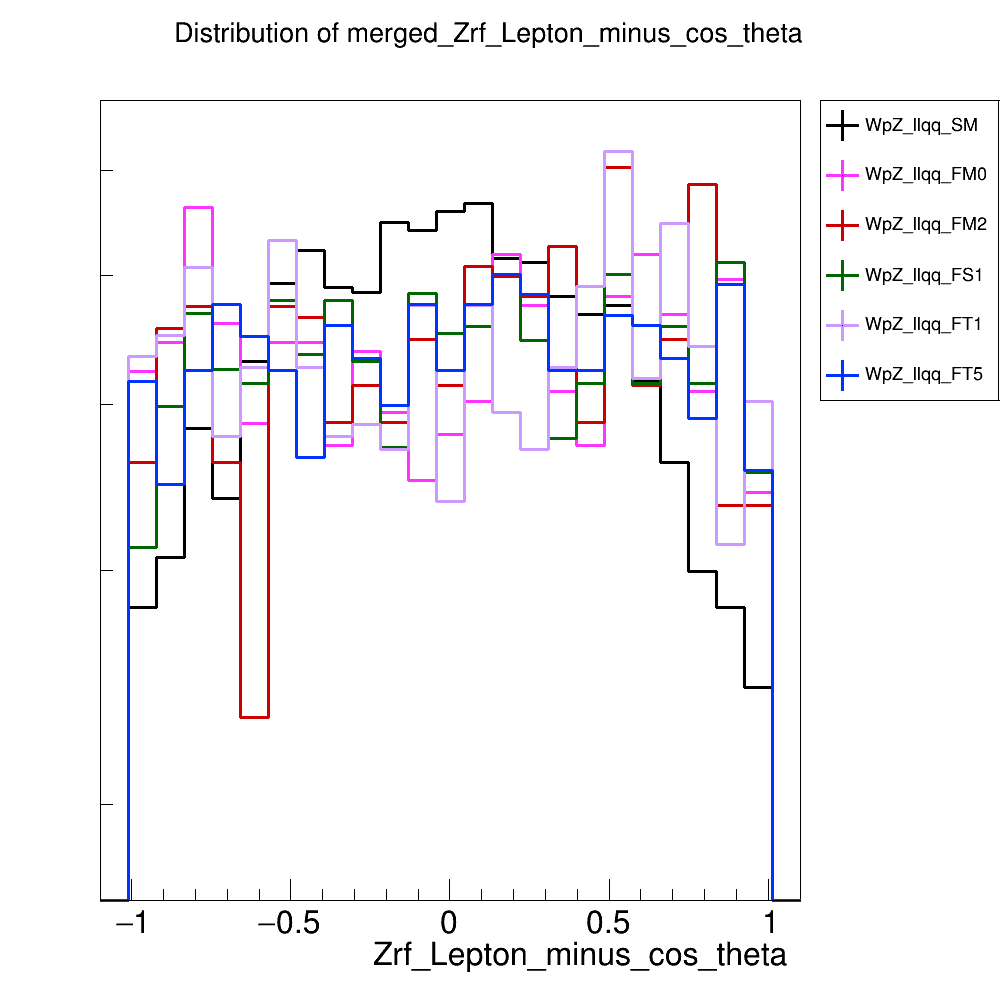 Distribution of merged_Zrf_Lepton_minus_cos_theta
WpZ_llqq_SM
WpZ_llqq_FM0
WpZ_llqq_FM2
WpZ_llqq_FS1
WpZ_llqq_FT1
WpZ_llqq_FT5
−1 −0.5 0 0.5 1
Zrf_Lepton_minus_cos_theta